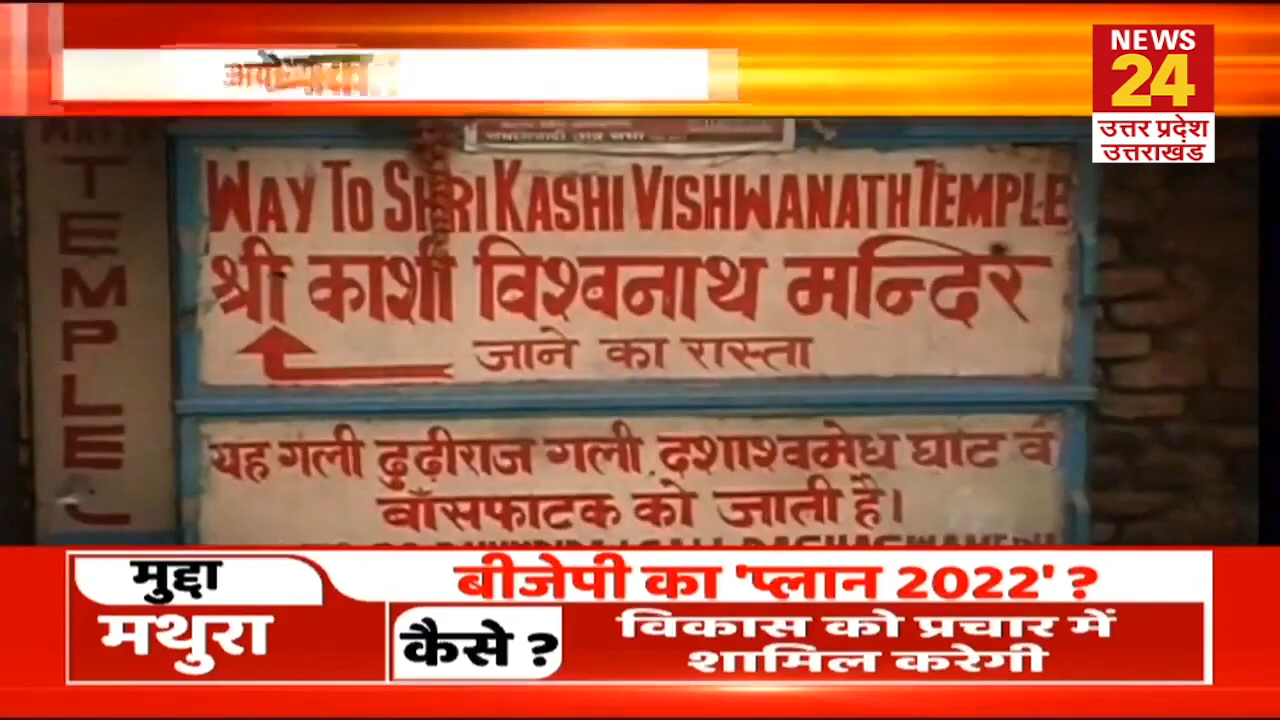 NEWS
24
उत्तर प्रदेश
उत्तराखंड
TEMPLE
WAY TO SHRI KASHI VISHWANATH TEMPLE
श्री काशी विश्वनाथ मन्दिर
जाने का रास्ता
यह गली ढुढ़ीराज गली, दशाश्वमेध घाट व
बाँसफाटक को जाती है।
मुद्दा
मथुरा
बीजेपी का 'प्लान 2022' ?
कैसे ?
विकास को प्रचार में
शामिल करेगी